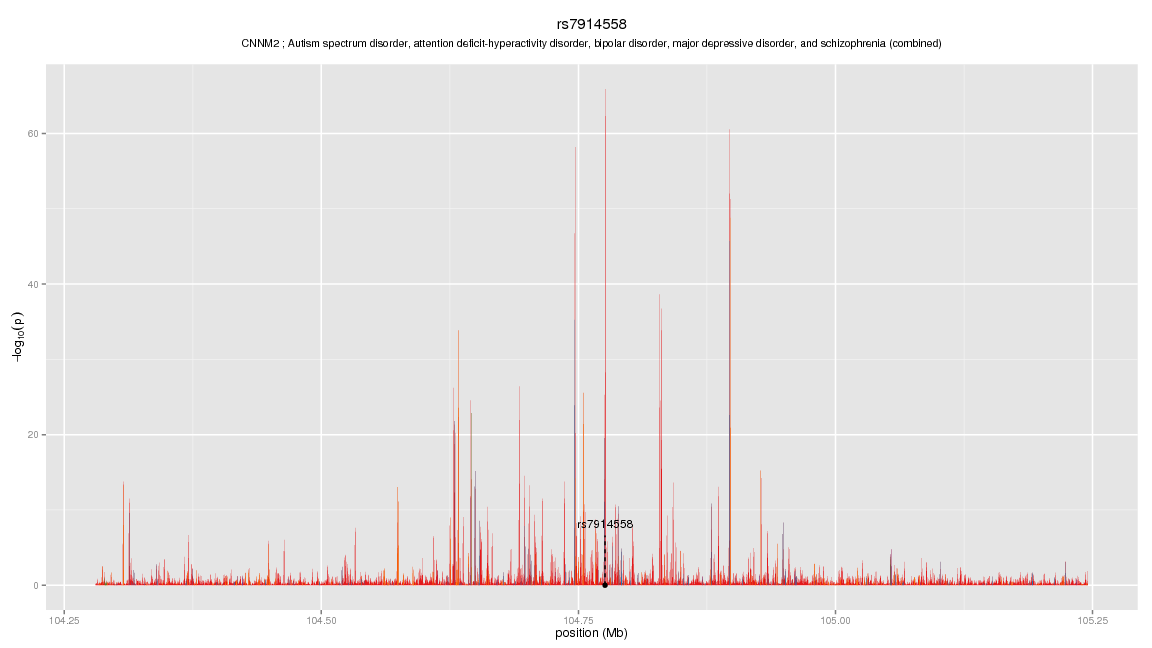 rs7914558
CNNM2 ; Autism spectrum disorder, attention deficit-hyperactivity disorder, bipolar disorder, major depressive disorder, and schizophrenia (combined)
60
40
20
0
−log10(p)
rs7914558
104.25 104.50 104.75 105.00 105.25
position (Mb)